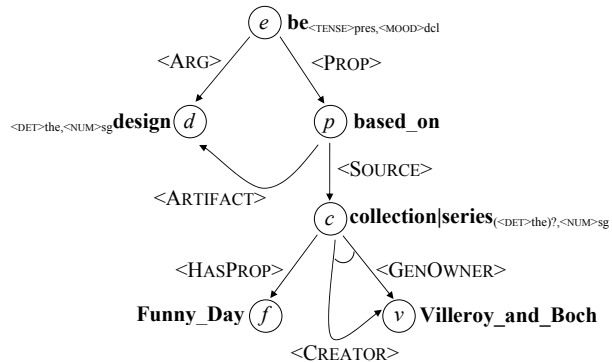 e be<TENSE>pres,<MOOD>dcl
<ARG> <PROP>
<DET>the,<NUM>sg design d p based_on
<SOURCE>
<ARTIFACT>
c collection|series(<DET>the)?,<NUM>sg
<HASPROP> <GENOWNER>
Funny_Day f v Villeroy_and_Boch
<CREATOR>